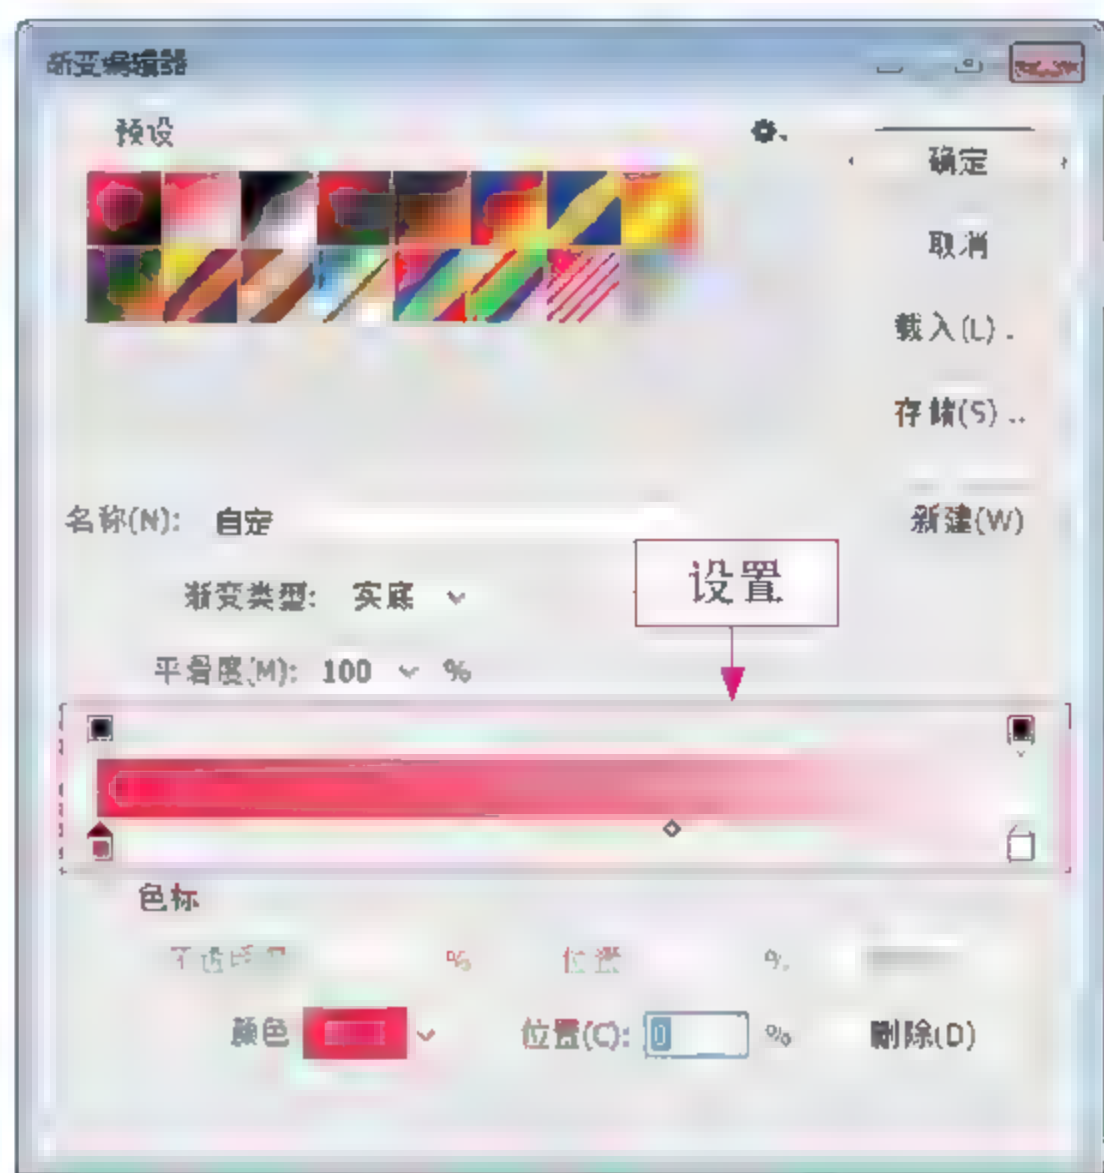 渐变编辑器
预设
确定
取消
载入(L)..
存储(S)...
名称(N): 自定
新建(W)
渐变类型: 实底
设置
平滑度(M): 100 %
色标
% 位置 %
颜色 位置(C): 0 % 删除(D)